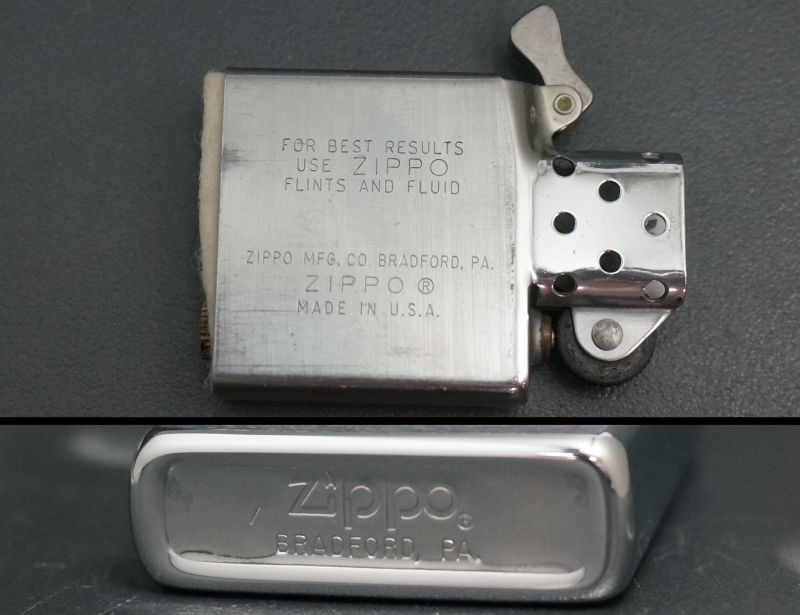 FOR BEST RESULTS
USE ZIPPO
FLINTS AND FLUID
ZIPPO MFG. CO. BRADFORD, PA.
ZIPPO ®
MADE IN U.S.A.
Zippo ®
BRADFORD, PA.